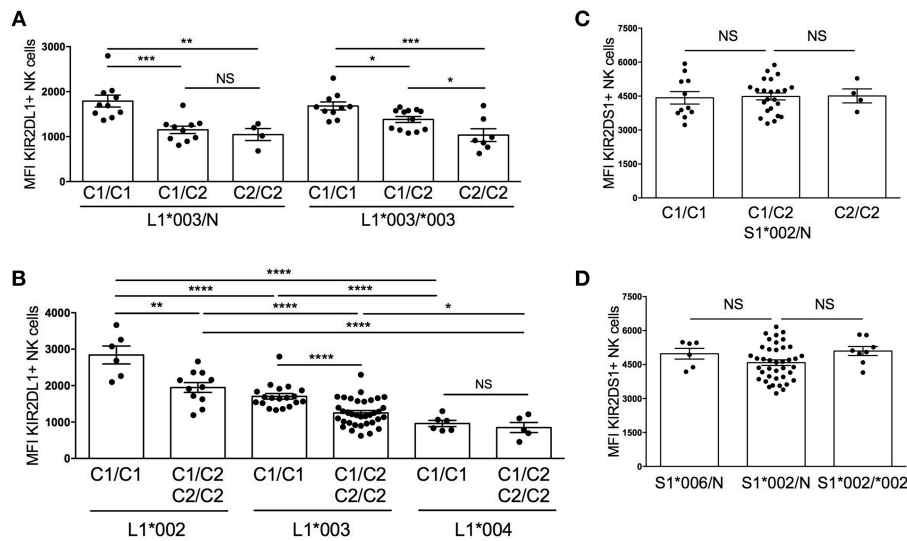 A
MFI KIR2DL1+ NK cells
3000
2000
1000
0
**
***
NS
***
*
*
C1/C1 C1/C2 C2/C2 C1/C1 C1/C2 C2/C2
L1*003/N L1*003/*003
B
MFI KIR2DL1+ NK cells
4000
3000
2000
1000
0
****
**** ****
** **** *
****
****
NS
C1/C1 C1/C2 C1/C1 C1/C2 C1/C1 C1/C2
C2/C2 C2/C2 C2/C2
L1*002 L1*003 L1*004
C
MFI KIR2DS1+ NK cells
7500
6000
4500
3000
1500
0
NS NS
C1/C1 C1/C2 C2/C2
S1*002/N
D
MFI KIR2DS1+ NK cells
7500
6000
4500
3000
1500
0
NS NS
S1*006/N S1*002/N S1*002/*002